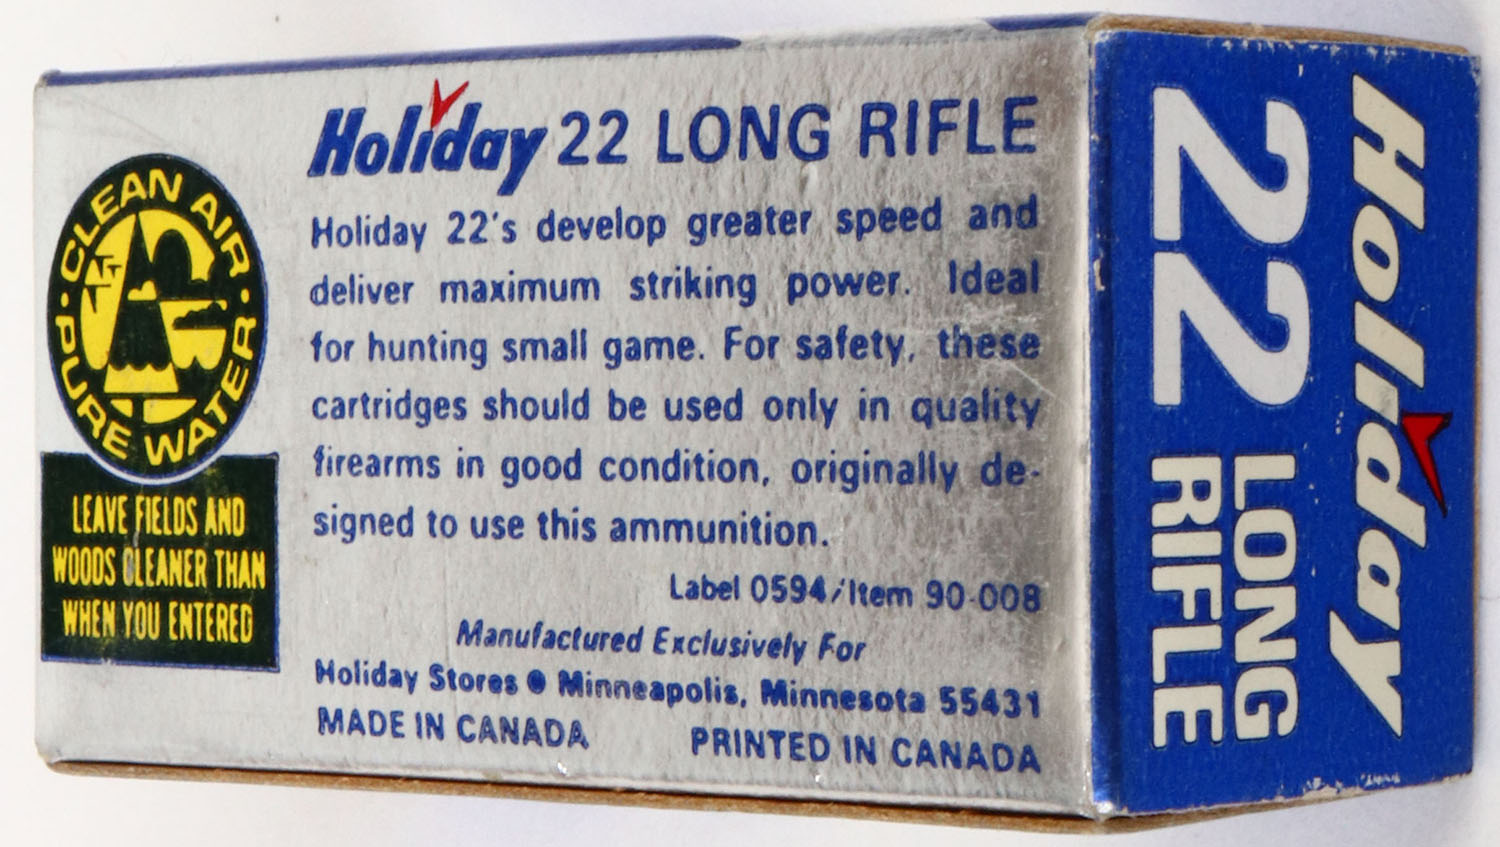 CLEAN AIR · PURE WATER ·
LEAVE FIELDS AND
WOODS CLEANER THAN
WHEN YOU ENTERED
Holiday 22 LONG RIFLE
Holiday 22's develop greater speed and
deliver maximum striking power. Ideal
for hunting small game. For safety, these
cartridges should be used only in quality
firearms in good condition, originally de-
signed to use this ammunition.
Label 0594/Item 90-008
Manufactured Exclusively For
Holiday Stores • Minneapolis, Minnesota 55431
MADE IN CANADA PRINTED IN CANADA
Holiday
22 LONG
RIFLE